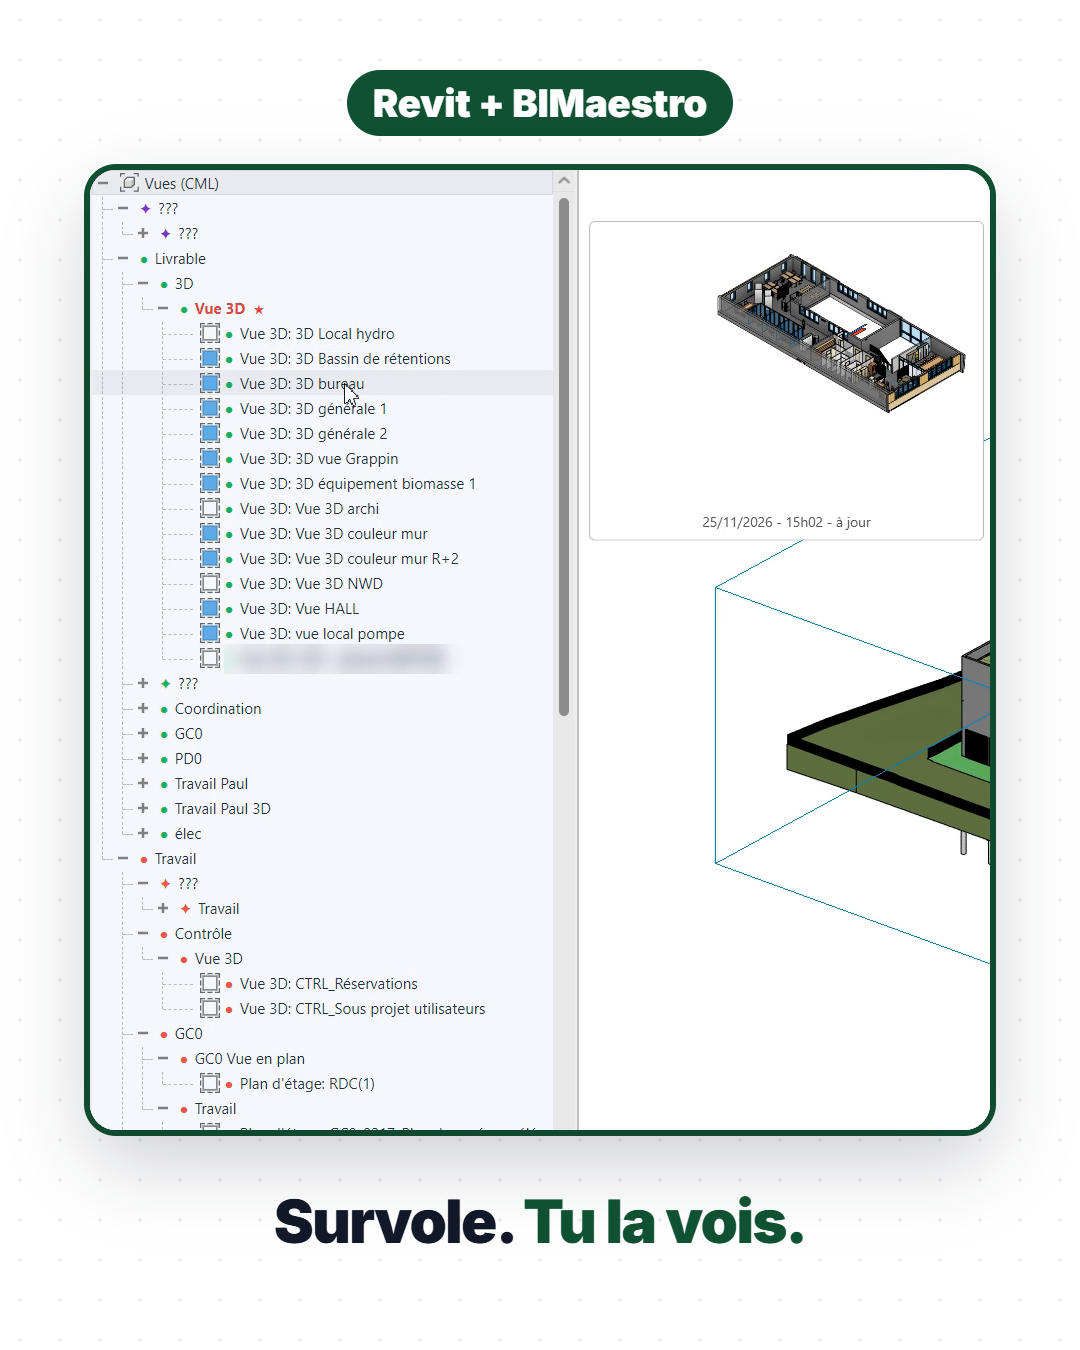 Revit + BIMaestro
Vues (CML)
???
???
Livrable
3D
Vue 3D
Vue 3D: 3D Local hydro
Vue 3D: 3D Bassin de rétentions
Vue 3D: 3D bureau
Vue 3D: 3D générale 1
Vue 3D: 3D générale 2
Vue 3D: 3D vue Grappin
Vue 3D: 3D équipement biomasse 1
Vue 3D: Vue 3D archi
Vue 3D: Vue 3D couleur mur
Vue 3D: Vue 3D couleur mur R+2
Vue 3D: Vue 3D NWD
Vue 3D: Vue HALL
Vue 3D: vue local pompe
???
Coordination
GC0
PD0
Travail Paul
Travail Paul 3D
élec
Travail
???
Travail
Contrôle
Vue 3D
Vue 3D: CTRL_Réservations
Vue 3D: CTRL_Sous projet utilisateurs
GC0
GC0 Vue en plan
Plan d'étage: RDC(1)
Travail
25/11/2026 - 15h02 - à jour
Survole. Tu la vois.